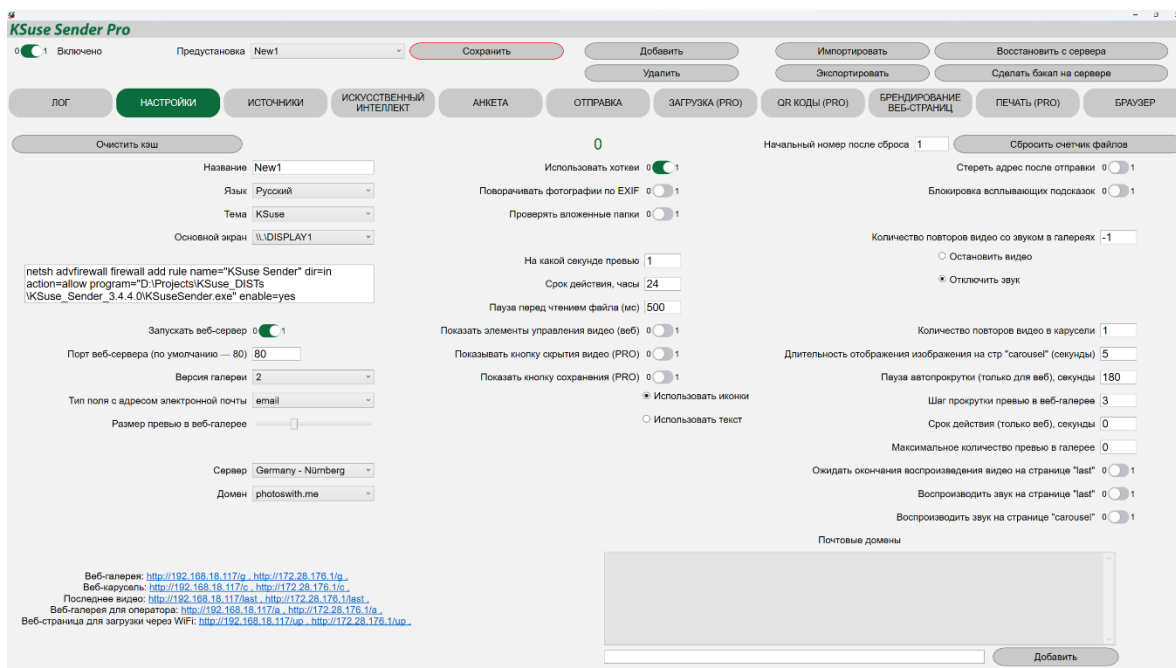 KSuse Sender Pro
0 1 Включено
Предустановка New1
Сохранить
Добавить
Импортировать
Восстановить с сервера
Удалить
Экспортировать
Сделать бэкап на сервере
ЛОГ
НАСТРОЙКИ
ИСТОЧНИКИ
ИСКУССТВЕННЫЙ
ИНТЕЛЛЕКТ
АНКЕТА
ОТПРАВКА
ЗАГРУЗКА (PRO)
QR КОДЫ (PRO)
БРЕНДИРОВАНИЕ
ВЕБ-СТРАНИЦ
ПЕЧАТЬ (PRO)
БРАУЗЕР
Очистить кэш
0
Начальный номер после сброса 1
Сбросить счетчик файлов
Название New1
Язык Русский
Тема KSuse
Основной экран \\.\DISPLAY1
netsh advfirewall firewall add rule name="KSuse Sender" dir=in
action=allow program="D:\Projects\KSuse_DISTs
\KSuse_Sender_3.4.4.0\KSuseSender.exe" enable=yes
Запускать веб-сервер 0 1
Порт веб-сервера (по умолчанию — 80) 80
Версия галереи 2
Тип поля с адресом электронной почты email
Размер превью в веб-галерее
Сервер Germany - Nürnberg
Домен photoswith.me
Веб-галерея: http://192.168.18.117/g , http://172.28.176.1/g ,
Веб-карусель: http://192.168.18.117/c , http://172.28.176.1/c ,
Последнее видео: http://192.168.18.117/last , http://172.28.176.1/last ,
Веб-галерея для оператора: http://192.168.18.117/a , http://172.28.176.1/a ,
Веб-страница для загрузки через WiFi: http://192.168.18.117/up , http://172.28.176.1/up ,
Использовать хоткеи 0 1
Поворачивать фотографии по EXIF 0 1
Проверять вложенные папки 0 1
На какой секунде превью 1
Срок действия, часы 24
Пауза перед чтением файла (мс) 500
Показать элементы управления видео (веб) 0 1
Показывать кнопку скрытия видео (PRO) 0 1
Показать кнопку сохранения (PRO) 0 1
Использовать иконки
Использовать текст
Стереть адрес после отправки 0 1
Блокировка всплывающих подсказок 0 1
Количество повторов видео со звуком в галереях -1
Остановить видео
Отключить звук
Количество повторов видео в карусели 1
Длительность отображения изображения на стр "carousel" (секунды) 5
Пауза автопрокрутки (только для веб), секунды 180
Шаг прокрутки превью в веб-галерее 3
Срок действия (только веб), секунды 0
Максимальное количество превью в галерее 0
Ожидать окончания воспроизведения видео на странице "last" 0 1
Воспроизводить звук на странице "last" 0 1
Воспроизводить звук на странице "carousel" 0 1
Почтовые домены
Добавить